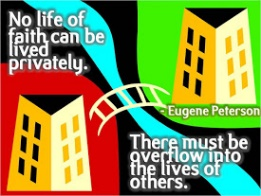 No life of
faith can be
lived
privately.
- Eugene Peterson
There must be
overflow into
the lives of
others.